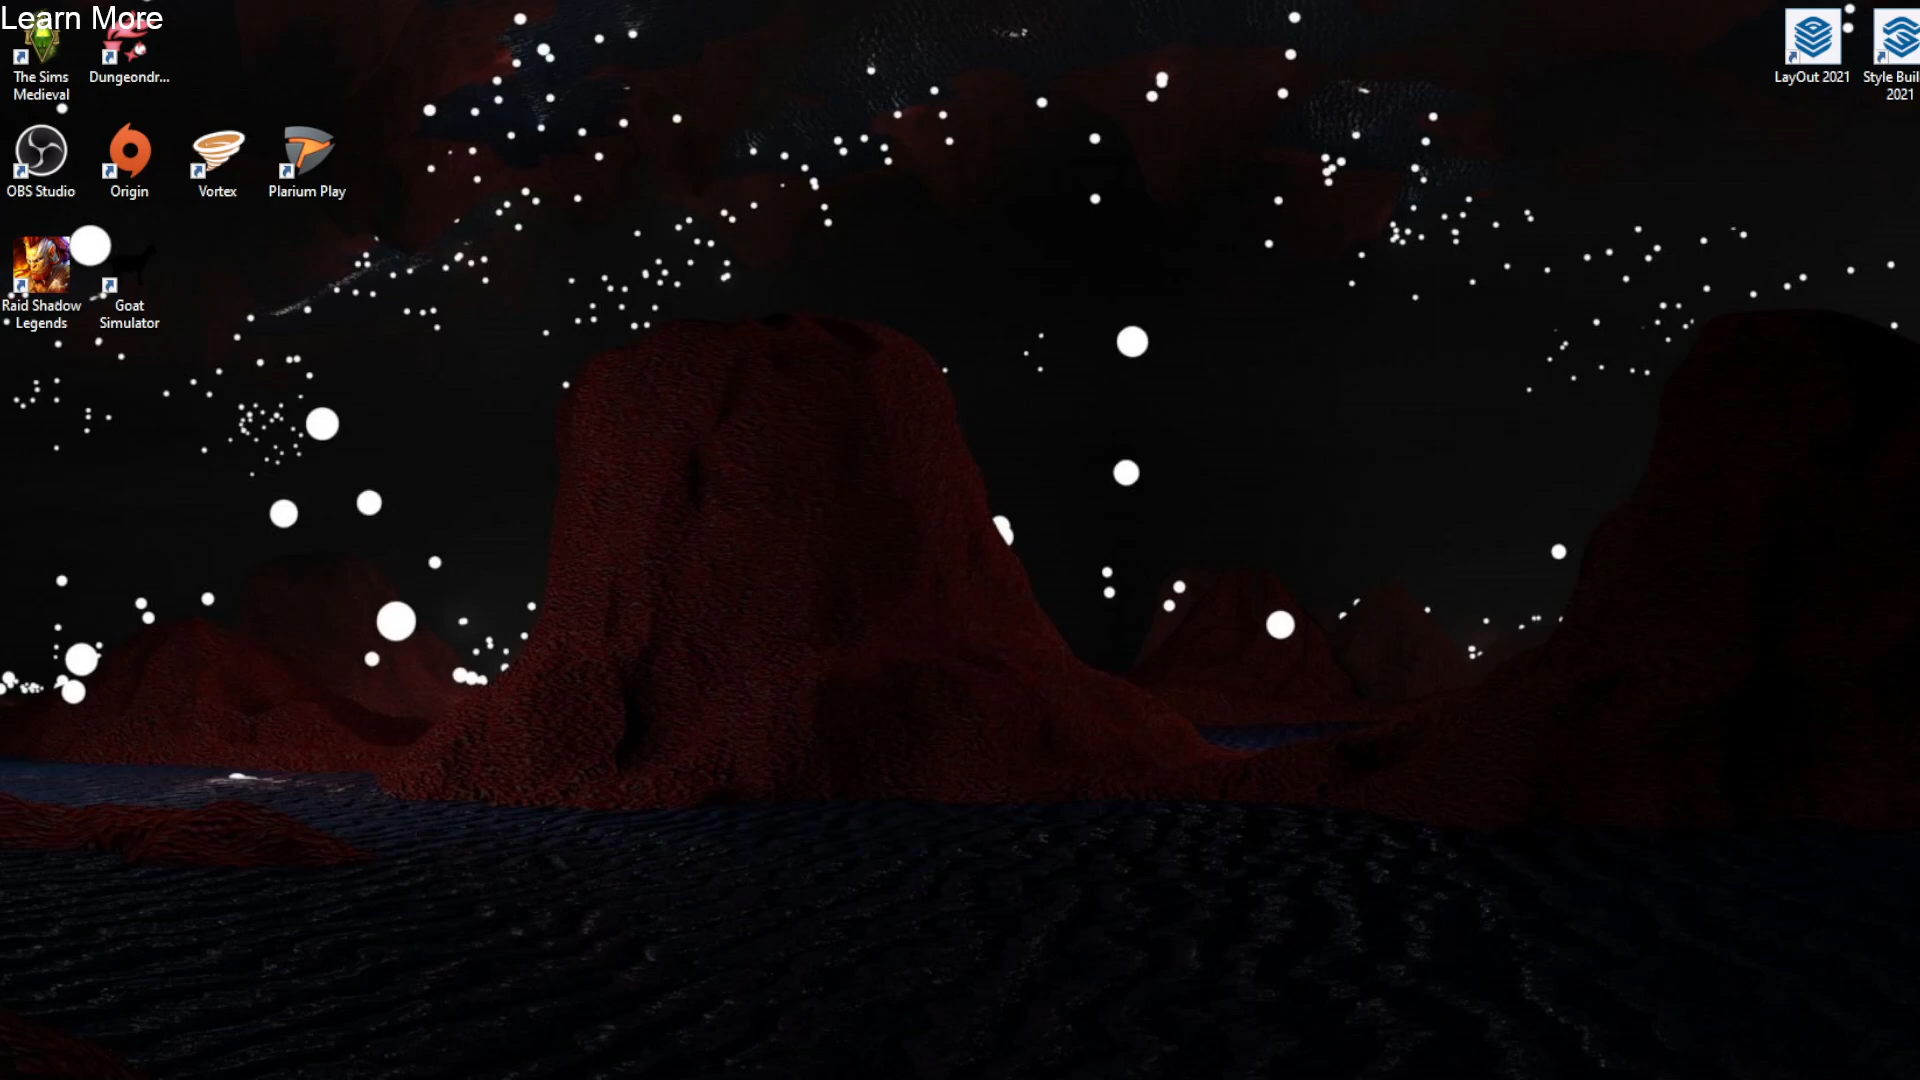 Learn More
The Sims
Medieval
Dungeondr...
LayOut 2021
Style Buil
2021
OBS Studio
Origin
Vortex
Plarium Play
Raid Shadow
Legends
Goat
Simulator